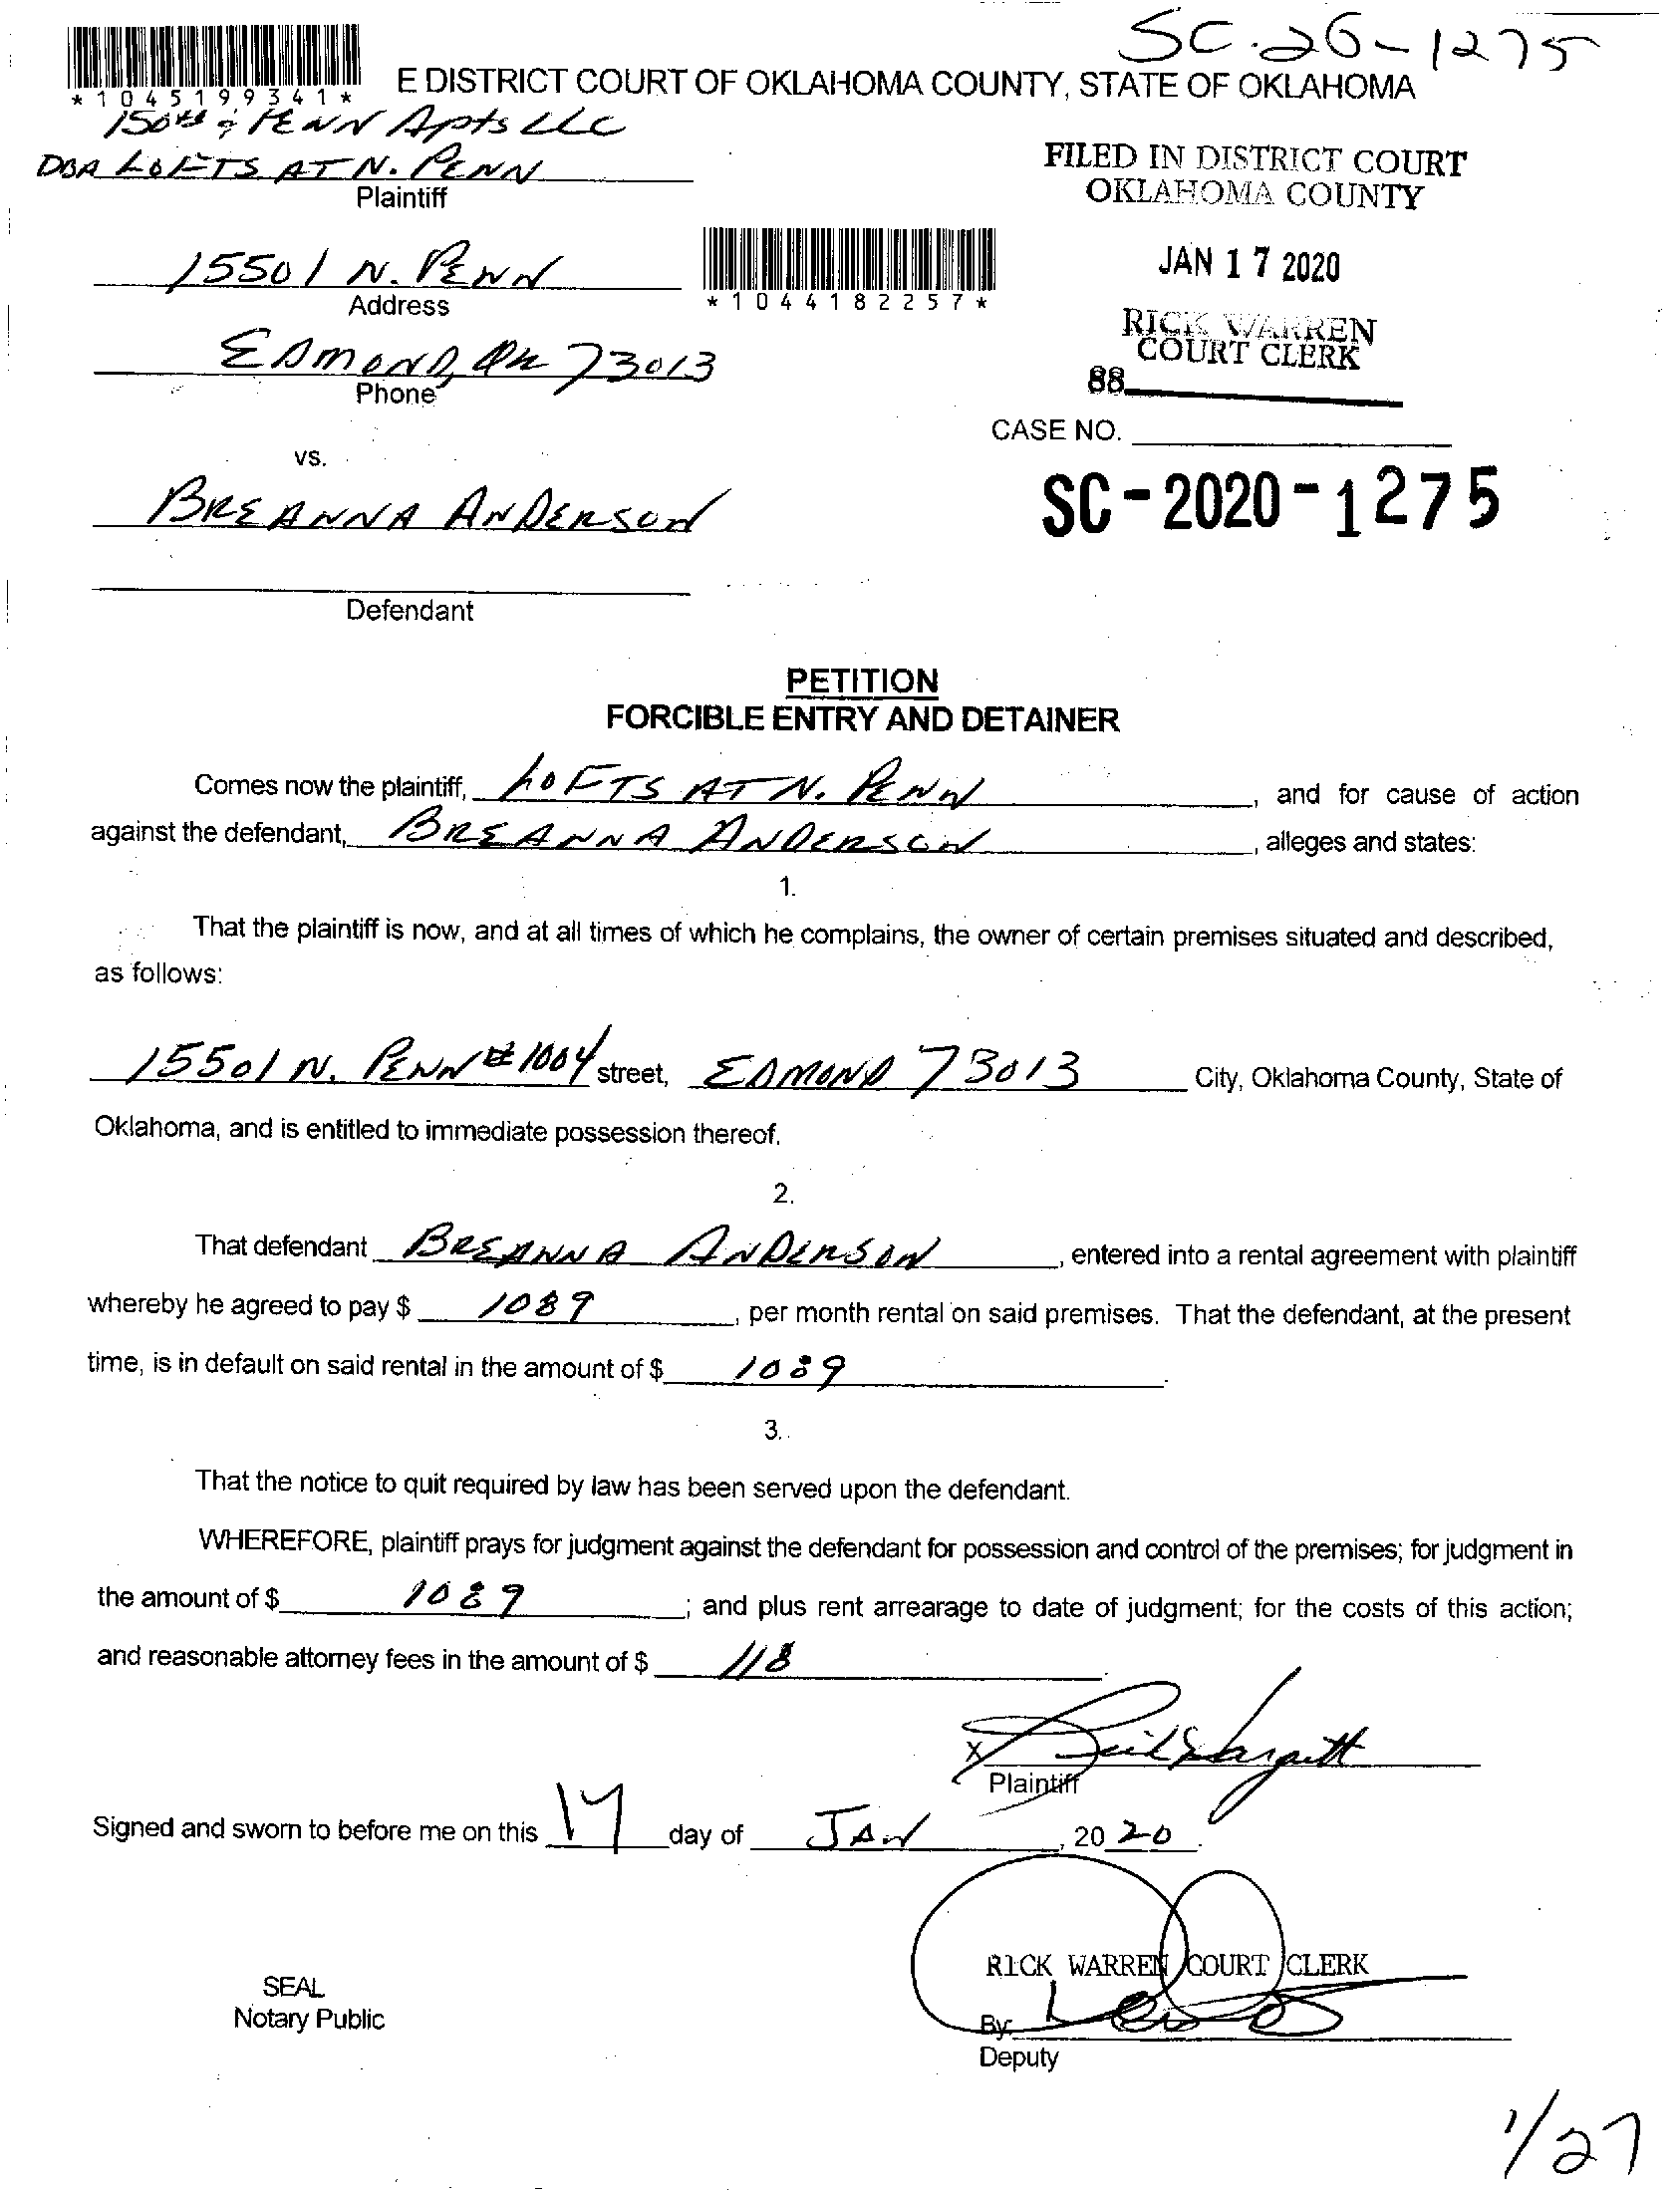 SC-20-1275
*1045199341*
E DISTRICT COURT OF OKLAHOMA COUNTY, STATE OF OKLAHOMA
150th & PENN Apts LLC
DBA LOFTS AT N. PENN
Plaintiff
FILED IN DISTRICT COURT
OKLAHOMA COUNTY
15501 N. PENN
Address
*1044182257*
JAN 17 2020
EDMOND, OK 73013
Phone
RICK WARREN
COURT CLERK
88
CASE NO.
vs.
BREANNA ANDERSON
SC-2020-1275
Defendant
PETITION
FORCIBLE ENTRY AND DETAINER
Comes now the plaintiff, LOFTS AT N. PENN, and for cause of action
against the defendant, BREANNA ANDERSON, alleges and states:
1.
That the plaintiff is now, and at all times of which he complains, the owner of certain premises situated and described,
as follows:
15501 N. PENN #1004 street, EDMOND 73013 City, Oklahoma County, State of
Oklahoma, and is entitled to immediate possession thereof.
2.
That defendant BREANNA ANDERSON, entered into a rental agreement with plaintiff
whereby he agreed to pay $ 1089, per month rental on said premises. That the defendant, at the present
time, is in default on said rental in the amount of $ 1089.
3.
That the notice to quit required by law has been served upon the defendant.
WHEREFORE, plaintiff prays for judgment against the defendant for possession and control of the premises; for judgment in
the amount of $ 1089; and plus rent arrearage to date of judgment; for the costs of this action;
and reasonable attorney fees in the amount of $ 118.
X
Plaintiff
Signed and sworn to before me on this 17 day of JAN, 20 20.
RICK WARREN COURT CLERK
SEAL
Notary Public
By:
Deputy
1/27